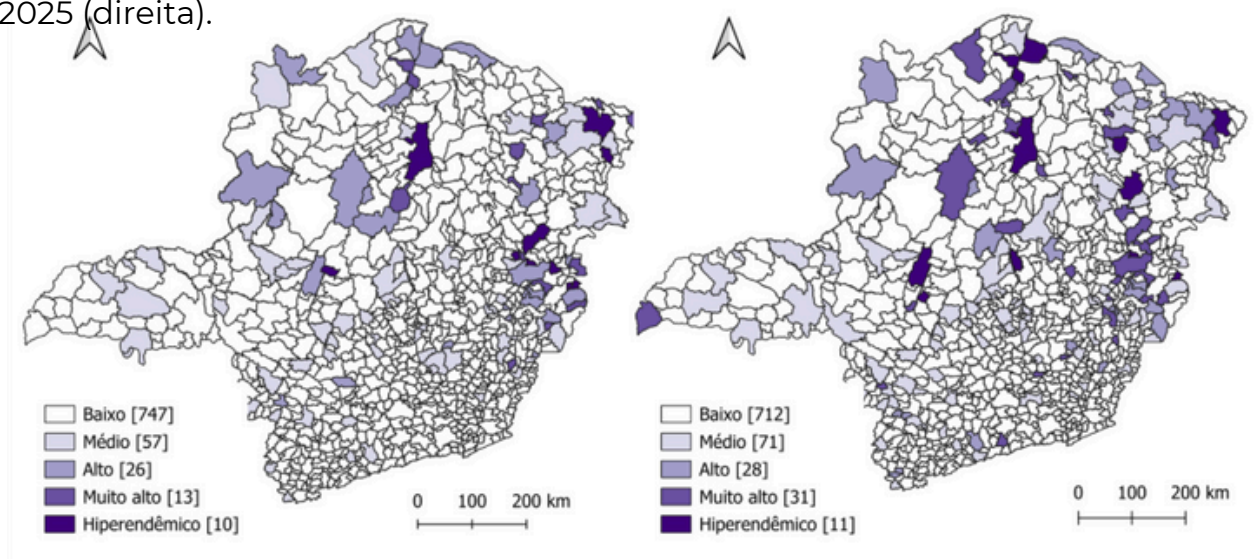 2025 (direita).
Baixo [747]
Médio [57]
Alto [26]
Muito alto [13]
Hiperendêmico [10]
0 100 200 km
Baixo [712]
Médio [71]
Alto [28]
Muito alto [31]
Hiperendêmico [11]
0 100 200 km